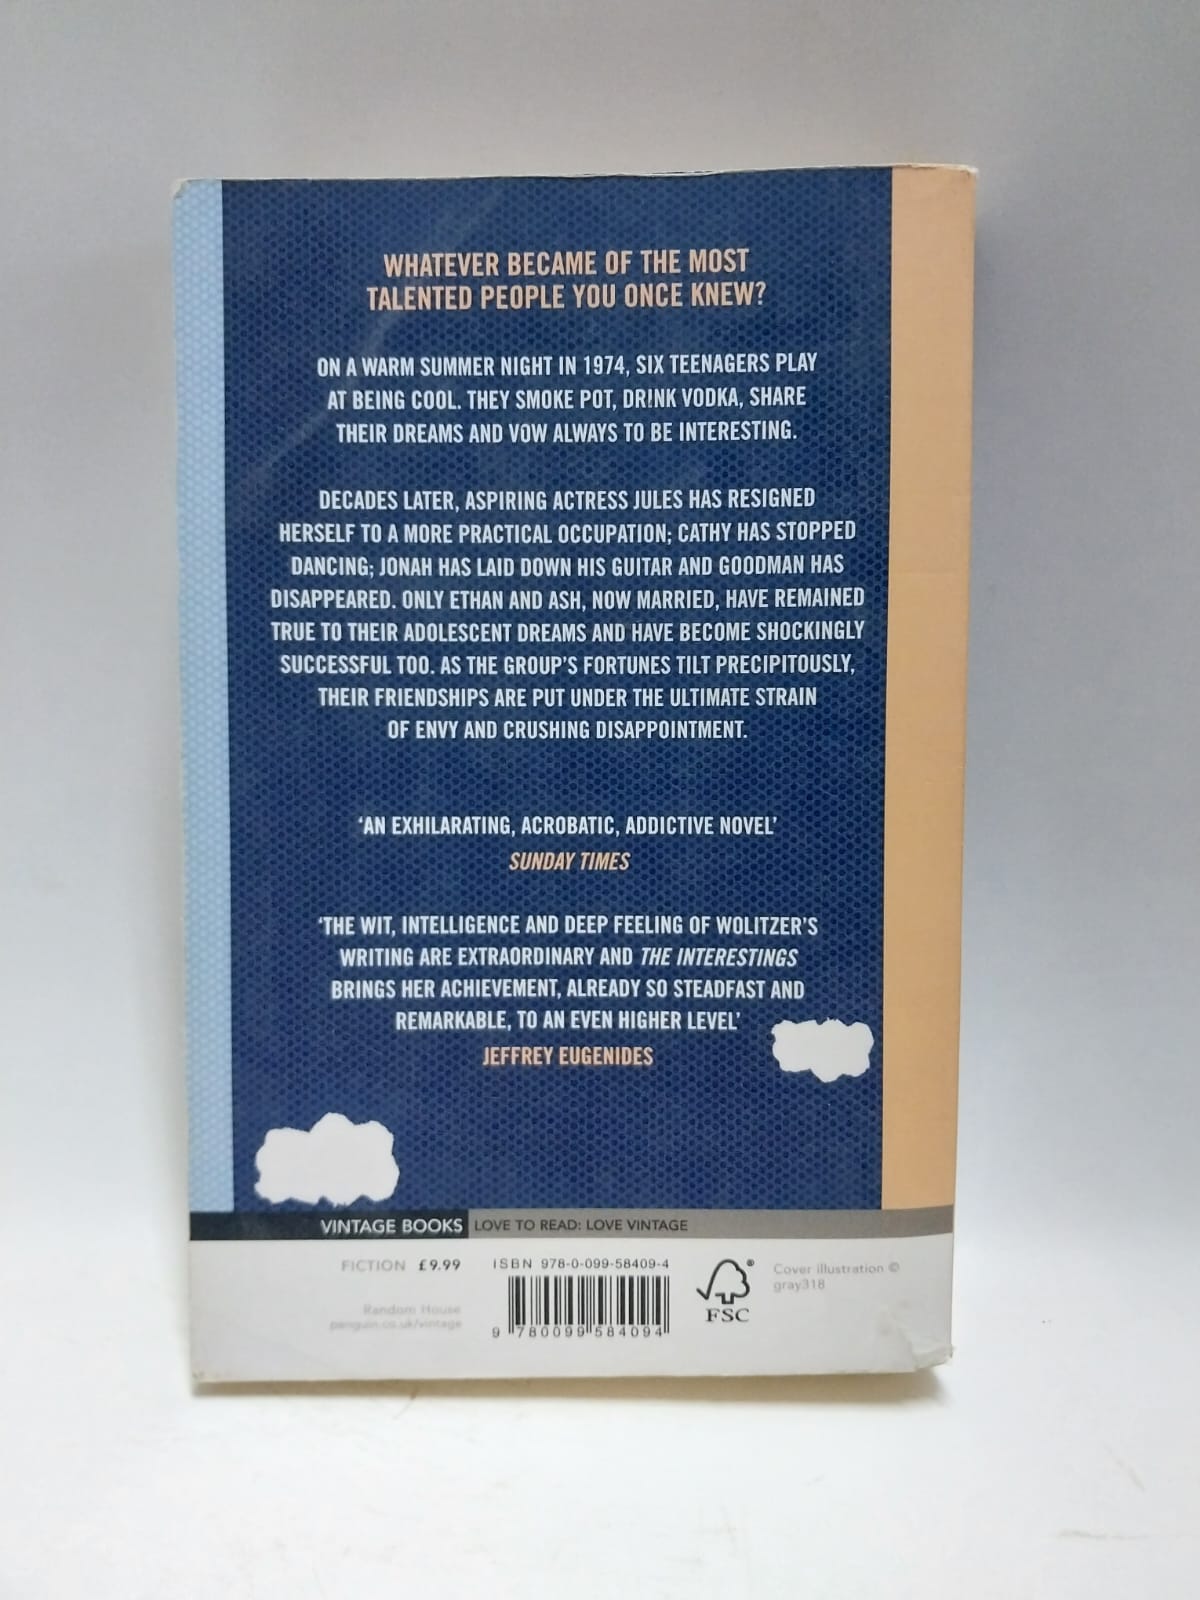 WHATEVER BECAME OF THE MOST
TALENTED PEOPLE YOU ONCE KNEW?
ON A WARM SUMMER NIGHT IN 1974, SIX TEENAGERS PLAY
AT BEING COOL. THEY SMOKE POT, DRINK VODKA, SHARE
THEIR DREAMS AND VOW ALWAYS TO BE INTERESTING.
DECADES LATER, ASPIRING ACTRESS JULES HAS RESIGNED
HERSELF TO A MORE PRACTICAL OCCUPATION; CATHY HAS STOPPED
DANCING; JONAH HAS LAID DOWN HIS GUITAR AND GOODMAN HAS
DISAPPEARED. ONLY ETHAN AND ASH, NOW MARRIED, HAVE REMAINED
TRUE TO THEIR ADOLESCENT DREAMS AND HAVE BECOME SHOCKINGLY
SUCCESSFUL TOO. AS THE GROUP'S FORTUNES TILT PRECIPITOUSLY,
THEIR FRIENDSHIPS ARE PUT UNDER THE ULTIMATE STRAIN
OF ENVY AND CRUSHING DISAPPOINTMENT.
'AN EXHILARATING, ACROBATIC, ADDICTIVE NOVEL'
SUNDAY TIMES
'THE WIT, INTELLIGENCE AND DEEP FEELING OF WOLITZER'S
WRITING ARE EXTRAORDINARY AND THE INTERESTINGS
BRINGS HER ACHIEVEMENT, ALREADY SO STEADFAST AND
REMARKABLE, TO AN EVEN HIGHER LEVEL'
JEFFREY EUGENIDES
VINTAGE BOOKS LOVE TO READ: LOVE VINTAGE
FICTION £9.99
Random House
penguin.co.uk/vintage
ISBN 978-0-099-58409-4
9 780099 584094
®
FSC
Cover illustration ©
gray318